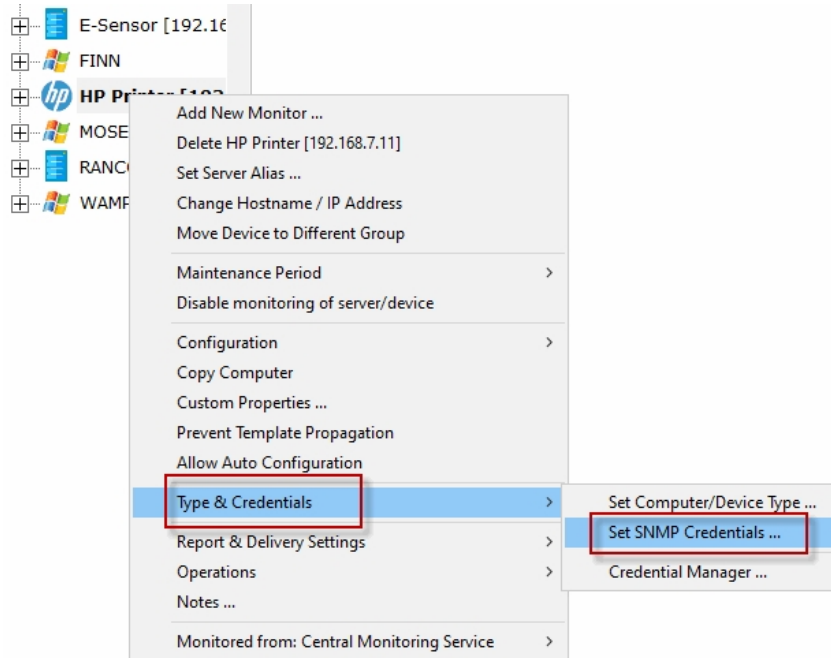 E-Sensor [192.16
FINN
hp HP Printer [192
MOSE
RANC
WAMP
Add New Monitor ...
Delete HP Printer [192.168.7.11]
Set Server Alias ...
Change Hostname / IP Address
Move Device to Different Group
Maintenance Period
Disable monitoring of server/device
Configuration
Copy Computer
Custom Properties ...
Prevent Template Propagation
Allow Auto Configuration
Type & Credentials
Report & Delivery Settings
Operations
Notes ...
Monitored from: Central Monitoring Service
Set Computer/Device Type ...
Set SNMP Credentials ...
Credential Manager ...